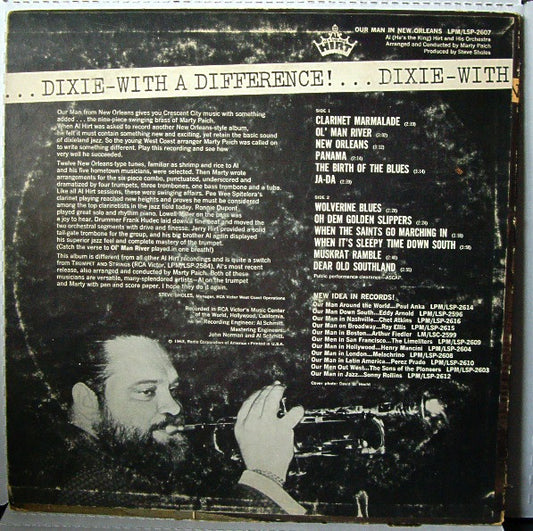 OUR MAN IN NEW ORLEANS LPM/LSP-2607
Al (He's the King) Hirt and His Orchestra
Arranged and Conducted by Marty Paich
Produced by Steve Sholes
HIRT
... DIXIE–WITH A DIFFERENCE! ... DIXIE–WITH
Our Man from New Orleans gives you Crescent City music with something
added . . . the nine-piece swinging brass of Marty Paich.
When Al Hirt was asked to record another New Orleans-style album,
he felt it must contain something new and exciting, yet retain the basic sound
of dixieland jazz. So the young West Coast arranger Marty Paich was called on
to write something different. Play this recording and see how
very well he succeeded.
Twelve New Orleans-type tunes, familiar as shrimp and rice to Al
and his five hometown musicians, were selected. Then Marty wrote
arrangements for the six-piece combo, punctuated, underscored and
dramatized by four trumpets, three trombones, one bass trombone and a tuba.
Like all Al Hirt sessions, these were swinging affairs. Pee Wee Spitelera's
clarinet playing reached new heights and proves he must be considered
among the top clarinetists in the jazz field today. Ronnie Dupont
played great solo and rhythm piano. Lowell Miller on the bass was
a joy to hear. Drummer Frank Hudec laid down a fine beat and moved the
two orchestral segments with drive and finesse. Jerry Hirt provided a solid
tail-gate trombone for the group, and his big brother Al again displayed
his superior jazz feel and complete mastery of the trumpet.
(Catch the verse to Ol' Man River played in one breath!)
This album is different from all other Al Hirt recordings and is quite a switch
from TRUMPET AND STRINGS (RCA Victor, LPM/LSP-2584), Al's most recent
release, also arranged and conducted by Marty Paich. Both of these
musicians are versatile, many-splendored artists—Al on the trumpet
and Marty with pen and score paper. I hope they do it again.
STEVE SHOLES, Manager, RCA Victor West Coast Operations
Recorded in RCA Victor's Music Center
of the World, Hollywood, California.
Recording Engineer: Al Schmitt.
Mastering Engineers:
John Norman and Al Schmitt.
© 1963, Radio Corporation of America • Printed in U.S.A.
SIDE 1
CLARINET MARMALADE
OL' MAN RIVER
NEW ORLEANS
PANAMA (2:14)
THE BIRTH OF THE BLUES (3:14)
JA-DA
SIDE 2
WOLVERINE BLUES
OH DEM GOLDEN SLIPPERS
WHEN THE SAINTS GO MARCHING IN
WHEN IT'S SLEEPY TIME DOWN SOUTH
MUSKRAT RAMBLE
DEAR OLD SOUTHLAND
Public performance clearance—ASCAP
NEW IDEA IN RECORDS!
Our Man Around the World...Paul Anka LPM/LSP-2614
Our Man Down South...Eddy Arnold LPM/LSP-2596
Our Man in Nashville...Chet Atkins LPM/LSP-2616
Our Man on Broadway...Ray Ellis LPM/LSP-2615
Our Man in Boston...Arthur Fiedler LM/LSC-2599
Our Men in San Francisco...The Limeliters LPM/LSP-2609
Our Man in Hollywood...Henry Mancini LPM/LSP-2604
Our Man in London...Melachrino LPM/LSP-2608
Our Man in Latin America...Perez Prado LPM/LSP-2610
Our Men Out West...The Sons of the Pioneers LPM/LSP-2603
Our Man in Jazz...Sonny Rollins LPM/LSP-2612
Cover photo: David B. Hecht